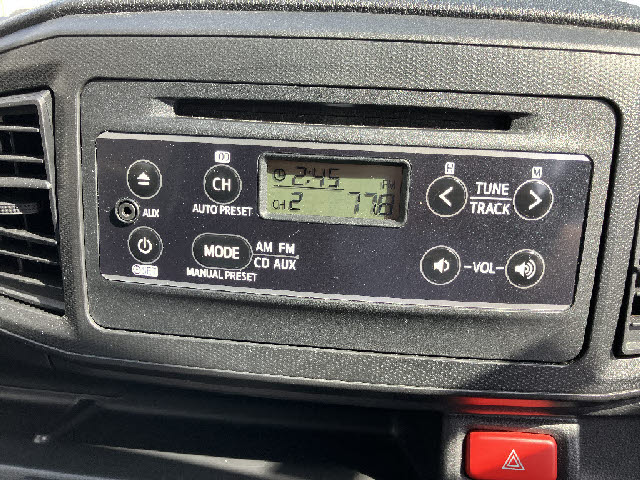 2:45 FM
CH 2 77.8
CH
AUTO PRESET
AUX
MODE
AM FM
CD AUX
MANUAL PRESET
H M
TUNE
TRACK
VOL